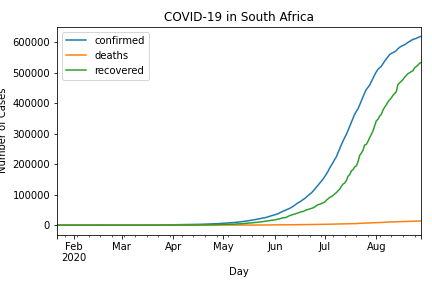 COVID-19 in South Africa
confirmed
deaths
recovered
600000
500000
400000
300000
200000
100000
0
Number of Cases
Feb Mar Apr May Jun Jul Aug
2020
Day